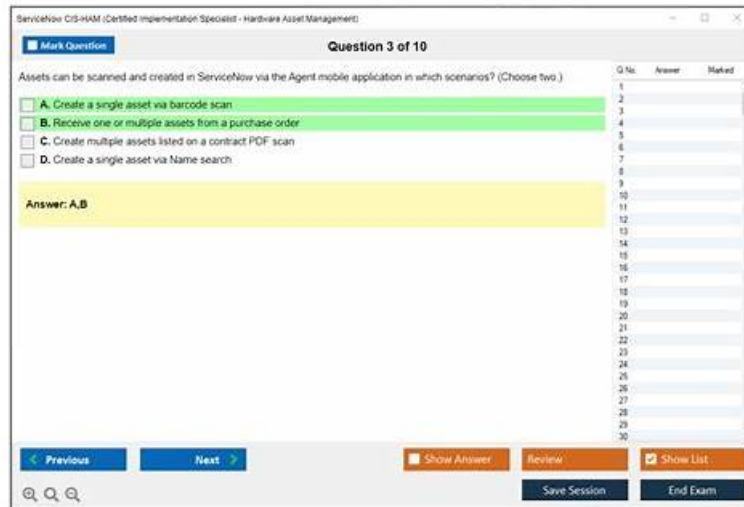 ServiceNow CIS-HAM (Certified Implementation Specialist - Hardware Asset Management)
Mark Question
Question 3 of 10
Assets can be scanned and created in ServiceNow via the Agent mobile application in which scenarios? (Choose two.)
A. Create a single asset via barcode scan
B. Receive one or multiple assets from a purchase order
C. Create multiple assets listed on a contract PDF scan
D. Create a single asset via Name search
Answer: A,B
Q.No. Answer Marked
1
2
3
4
5
6
7
8
9
10
11
12
13
14
15
16
17
18
19
20
21
22
23
24
25
26
27
28
29
30
Previous
Next
Show Answer
Review
Show List
Save Session
End Exam